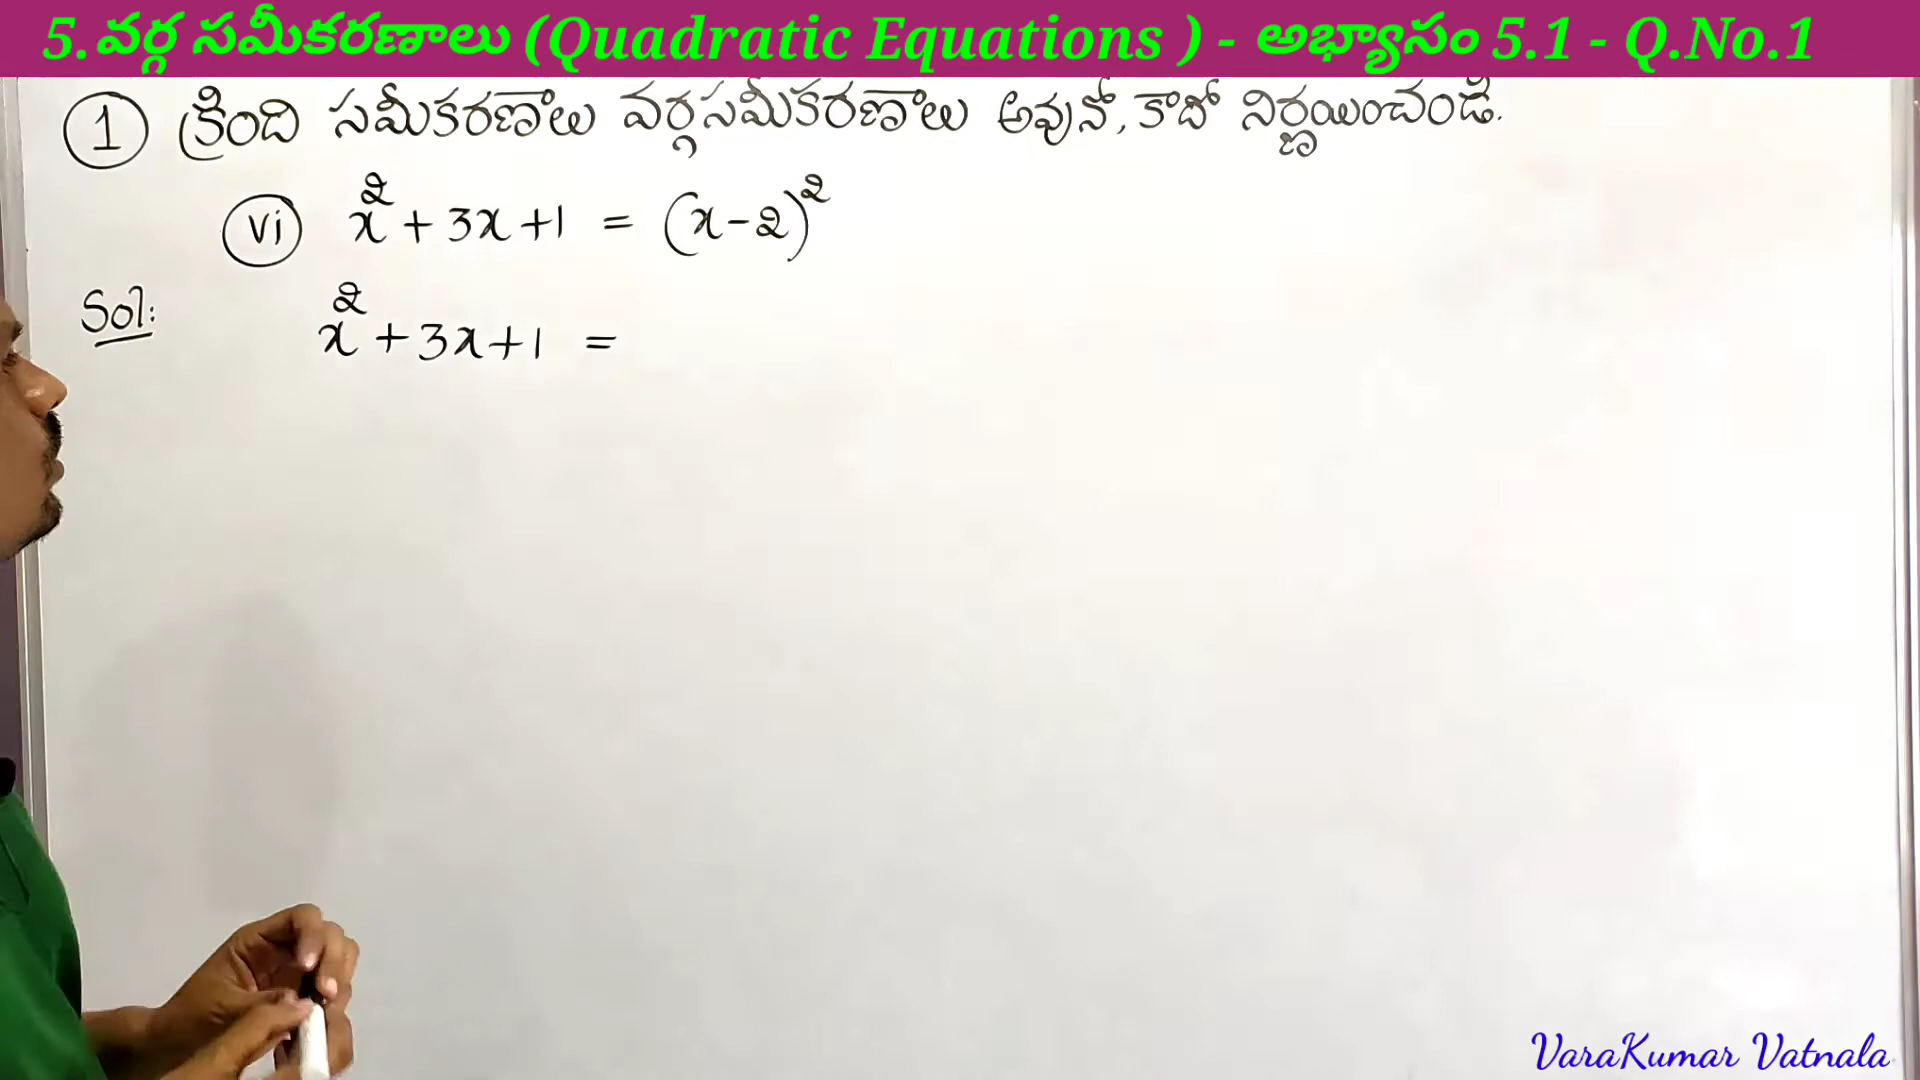 5. వర్గ సమీకరణాలు (Quadratic Equations ) - అభ్యాసం 5.1 - Q.No.1
1 క్రింది సమీకరణాలు వర్గసమీకరణాలు అవునో, కాదో నిర్ణయించండి.
vi x² + 3x + 1 = (x-2)²
Sol: x² + 3x + 1 =
VaraKumar Vatnala